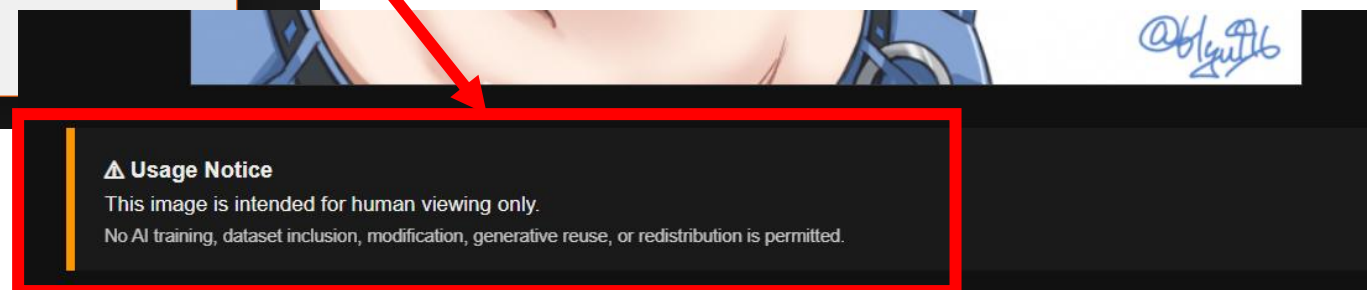 ⚠ Usage Notice
This image is intended for human viewing only.
No AI training, dataset inclusion, modification, generative reuse, or redistribution is permitted.